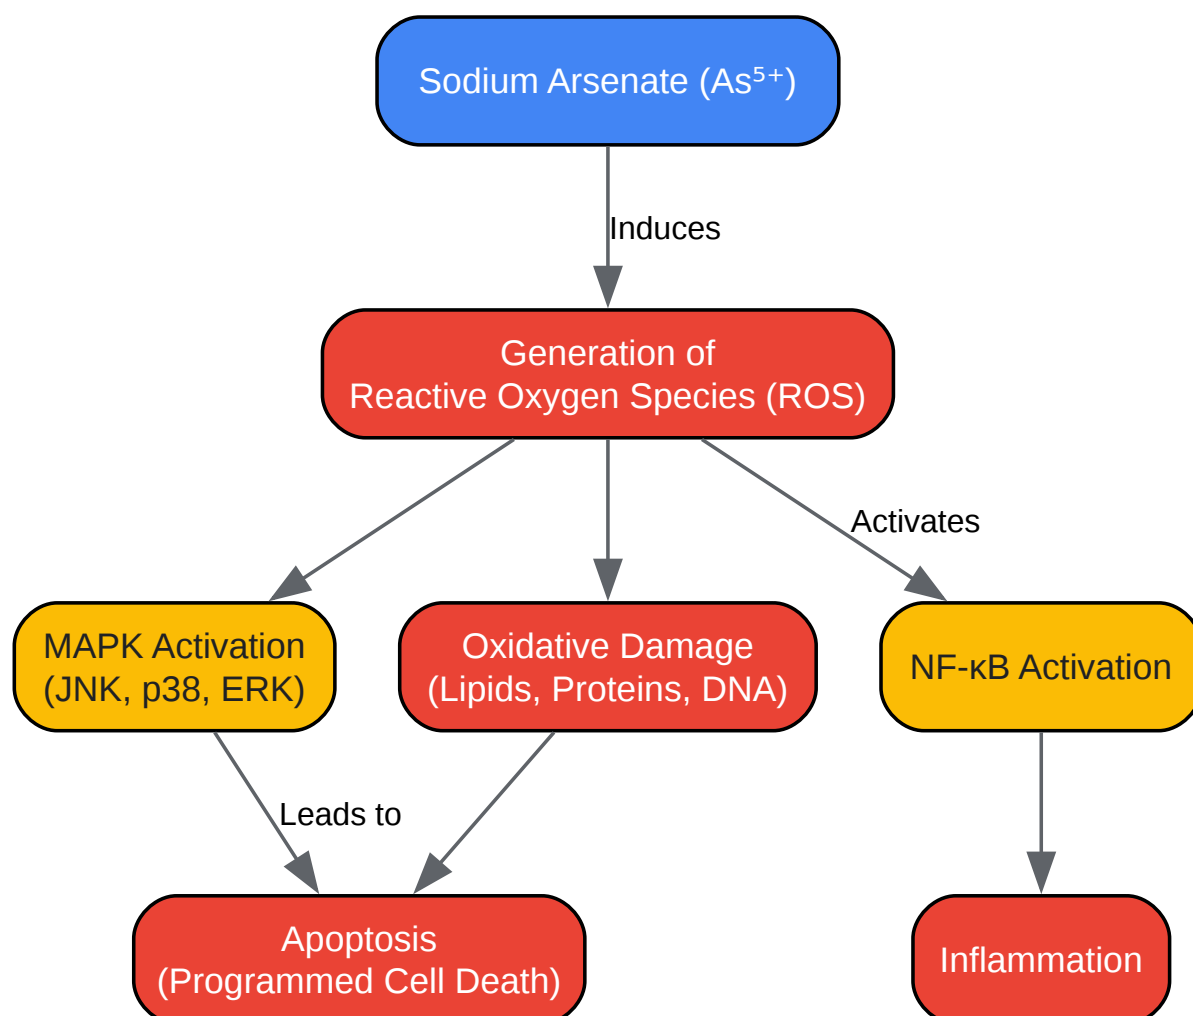 Sodium Arsenate (As⁵⁺)
Induces
Generation of
Reactive Oxygen Species (ROS)
Activates
MAPK Activation
(JNK, p38, ERK)
Oxidative Damage
(Lipids, Proteins, DNA)
NF-κB Activation
Leads to
Apoptosis
(Programmed Cell Death)
Inflammation